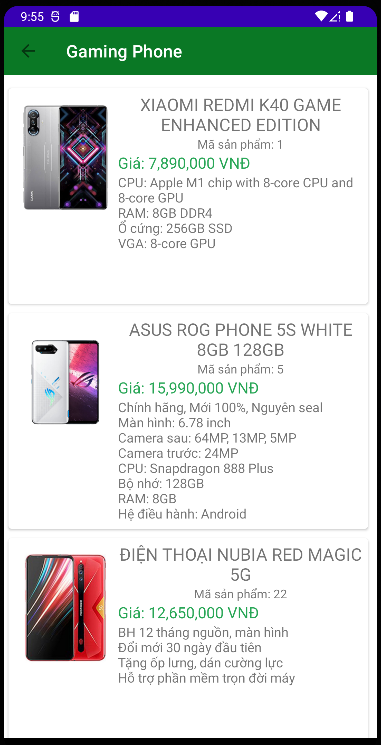 9:55
Gaming Phone
XIAOMI REDMI K40 GAME
ENHANCED EDITION
Mã sản phẩm: 1
Giá: 7,890,000 VNĐ
CPU: Apple M1 chip with 8-core CPU and
8-core GPU
RAM: 8GB DDR4
Ổ cứng: 256GB SSD
VGA: 8-core GPU
ASUS ROG PHONE 5S WHITE
8GB 128GB
Mã sản phẩm: 5
Giá: 15,990,000 VNĐ
Chính hãng, Mới 100%, Nguyên seal
Màn hình: 6.78 inch
Camera sau: 64MP, 13MP, 5MP
Camera trước: 24MP
CPU: Snapdragon 888 Plus
Bộ nhớ: 128GB
RAM: 8GB
Hệ điều hành: Android
ĐIỆN THOẠI NUBIA RED MAGIC
5G
Mã sản phẩm: 22
Giá: 12,650,000 VNĐ
BH 12 tháng nguồn, màn hình
Đổi mới 30 ngày đầu tiên
Tặng ốp lưng, dán cường lực
Hỗ trợ phần mềm trọn đời máy